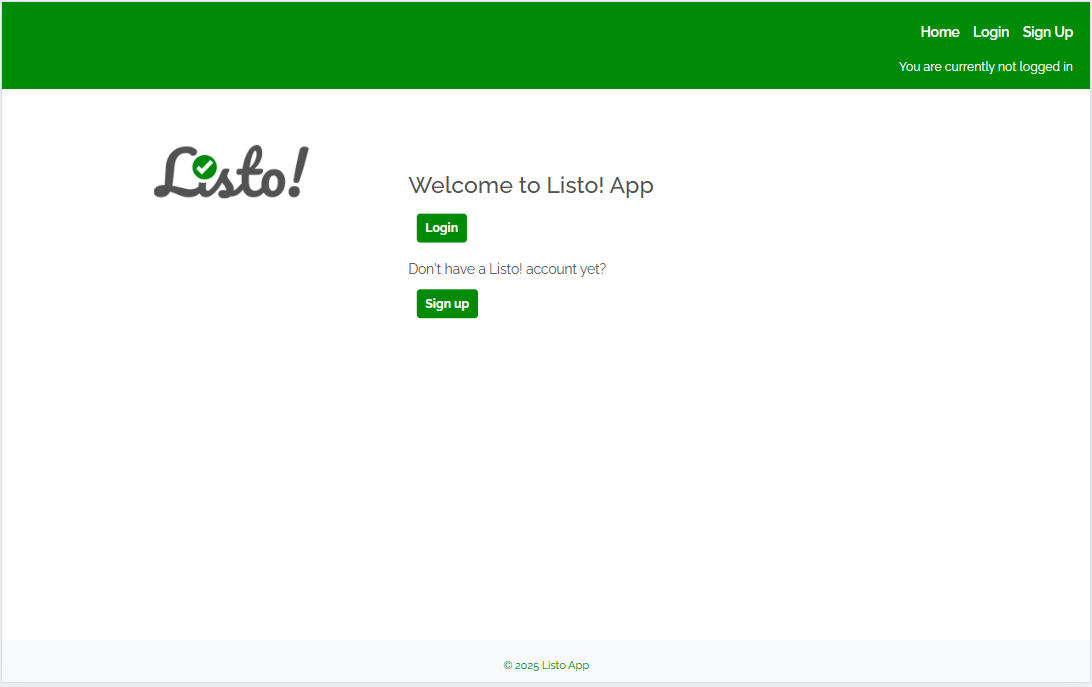 Home Login Sign Up
You are currently not logged in
Listo!
Welcome to Listo! App
Login
Don't have a Listo! account yet?
Sign up
© 2025 Listo App